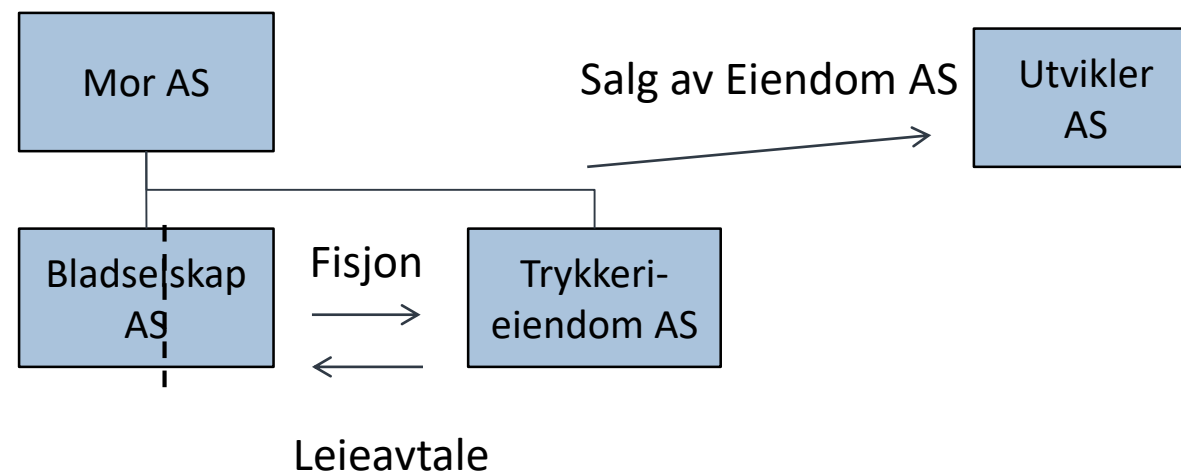 Mor AS
Salg av Eiendom AS
Utvikler
AS
Bladselskap
AS
Fisjon
Trykkeri-
eiendom AS
Leieavtale